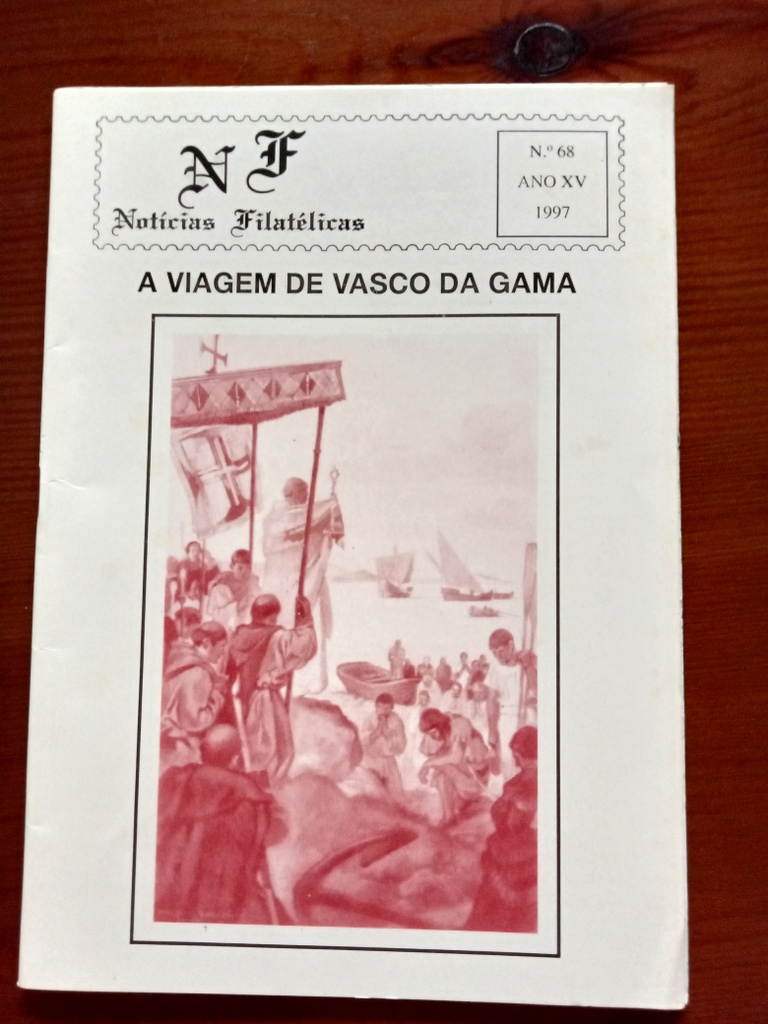 N F
Notícias Filatélicas
N.º 68
ANO XV
1997
A VIAGEM DE VASCO DA GAMA